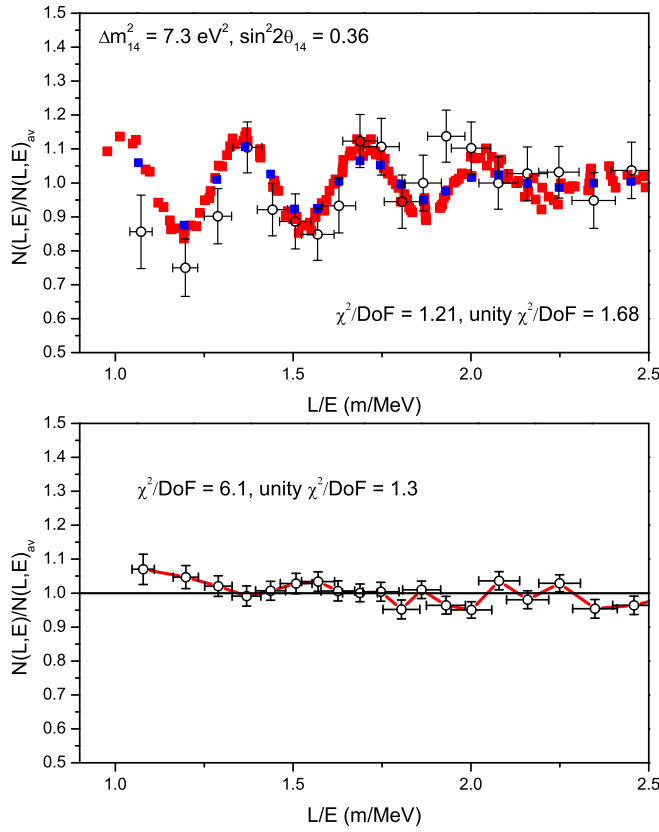 Δm²₁₄ = 7.3 eV², sin²2θ₁₄ = 0.36
1.5
1.4
1.3
1.2
1.1
1.0
0.9
0.8
0.7
0.6
0.5
N(L,E)/N(L,E)ₐᵥ
χ²/DoF = 1.21, unity χ²/DoF = 1.68
1.0 1.5 2.0 2.5
L/E (m/MeV)
1.5
1.4
1.3
1.2
1.1
1.0
0.9
0.8
0.7
0.6
0.5
N(L,E)/N(L,E)ₐᵥ
χ²/DoF = 6.1, unity χ²/DoF = 1.3
1.0 1.5 2.0 2.5
L/E (m/MeV)